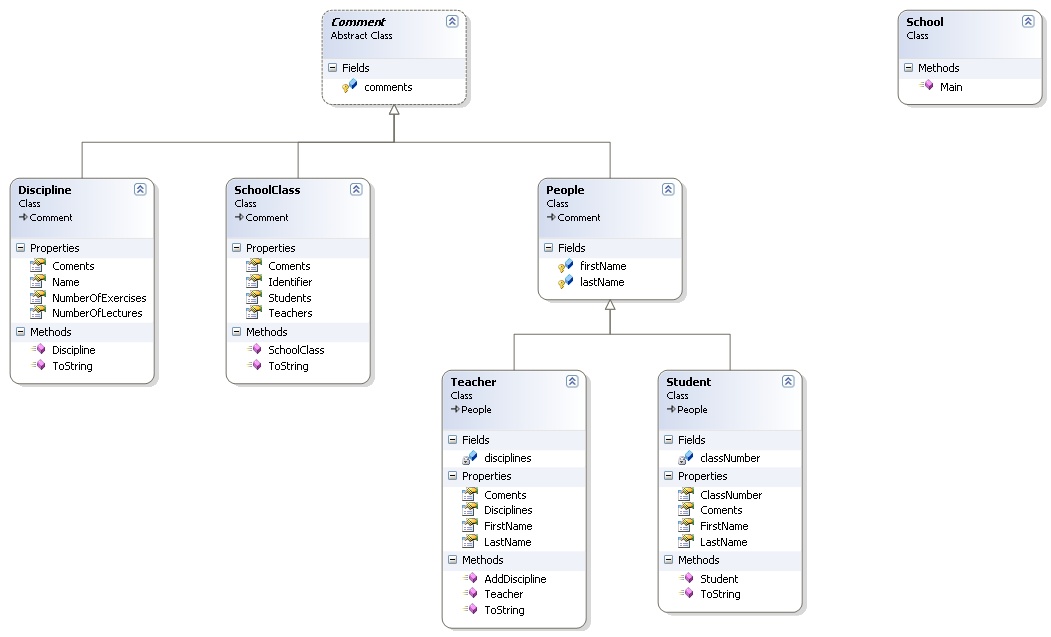 Comment
Abstract Class
Fields
comments
School
Class
Methods
Main
Discipline
Class
Comment
Properties
Coments
Name
NumberOfExercises
NumberOfLectures
Methods
Discipline
ToString
SchoolClass
Class
Comment
Properties
Coments
Identifier
Students
Teachers
Methods
SchoolClass
ToString
People
Class
Comment
Fields
firstName
lastName
Teacher
Class
People
Fields
disciplines
Properties
Coments
Disciplines
FirstName
LastName
Methods
AddDiscipline
Teacher
ToString
Student
Class
People
Fields
classNumber
Properties
ClassNumber
Coments
FirstName
LastName
Methods
Student
ToString